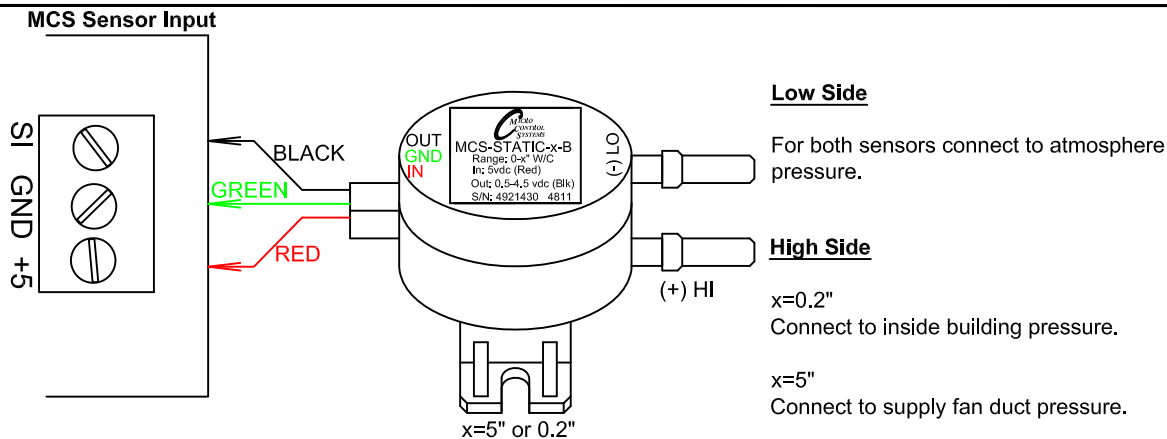 MCS Sensor Input
SI GND +5
BLACK
GREEN
RED
OUT
GND
IN
MICRO
CONTROL
SYSTEMS
MCS-STATIC-x-B
Range: 0-x" W/C
In: 5vdc (Red)
Out: 0.5-4.5 vdc (Blk)
S/N: 4921430 4811
(-) LO
(+) HI
x=5" or 0.2"
Low Side
For both sensors connect to atmosphere
pressure.
High Side
x=0.2"
Connect to inside building pressure.
x=5"
Connect to supply fan duct pressure.